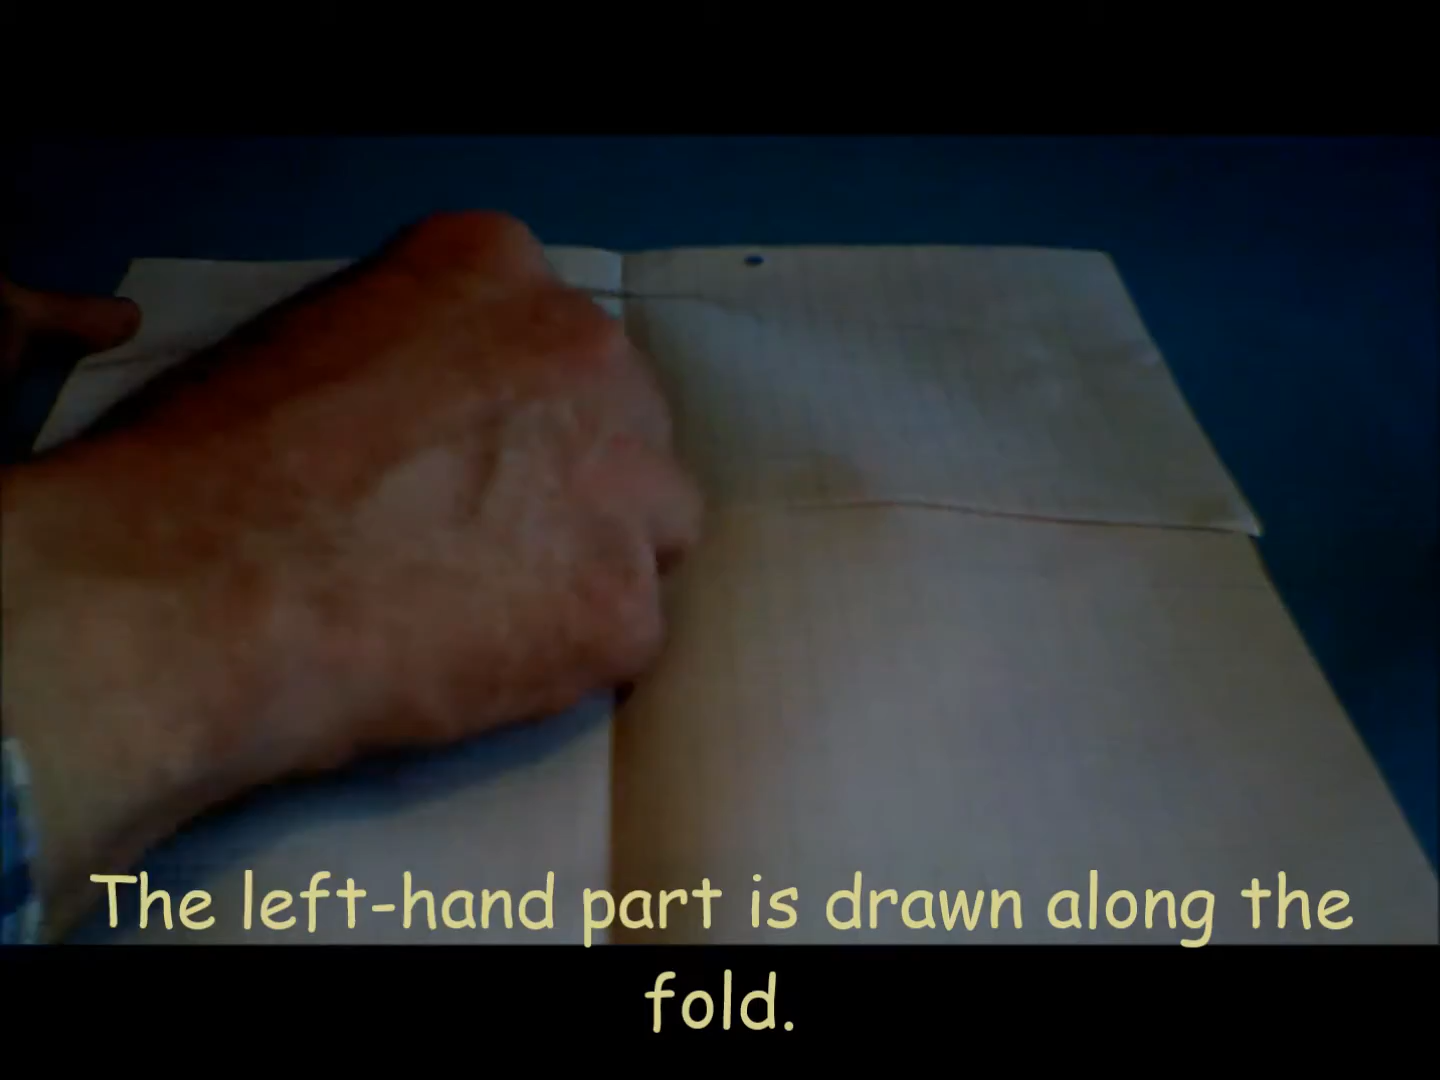 The left-hand part is drawn along the
fold.